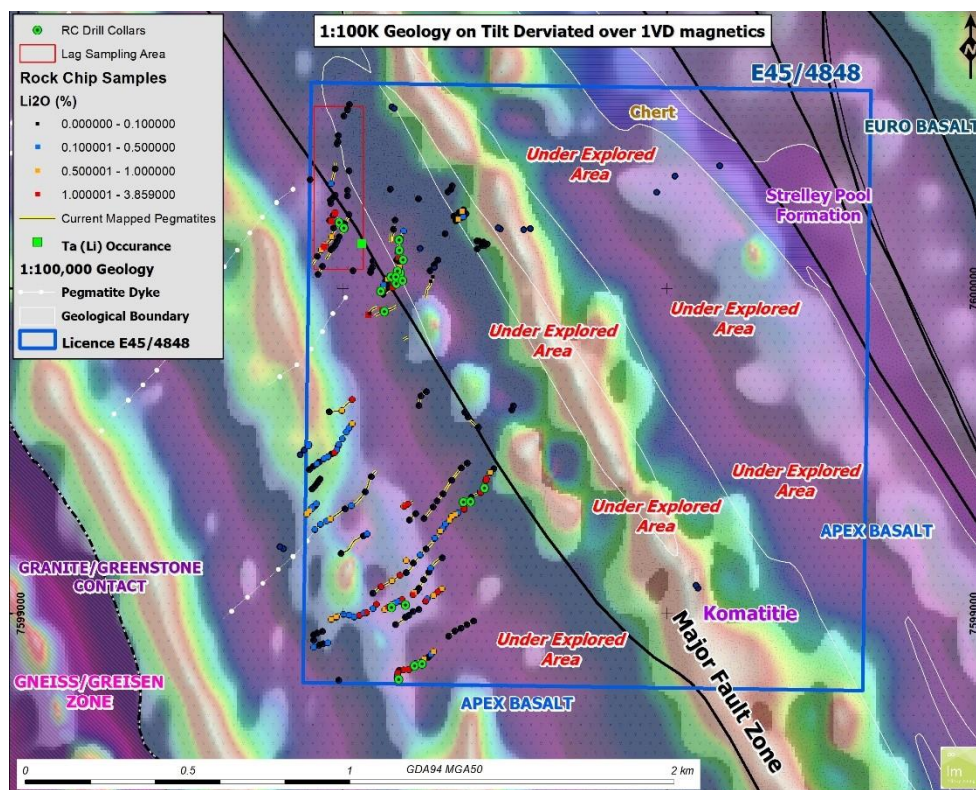 1:100K Geology on Tilt Derviated over 1VD magnetics
RC Drill Collars
Lag Sampling Area
Rock Chip Samples
Li2O (%)
0.000000 - 0.100000
0.100001 - 0.500000
0.500001 - 1.000000
1.000001 - 3.859000
Current Mapped Pegmatites
Ta (Li) Occurance
1:100,000 Geology
Pegmatite Dyke
Geological Boundary
Licence E45/4848
E45/4848
Chert
EURO BASALT
Under Explored
Area
Strelley Pool
Formation
7600000
Under Explored
Area
Under Explored
Area
Under Explored
Area
Under Explored
Area
APEX BASALT
GRANITE/GREENSTONE
CONTACT
7599000
7599000
Komatitie
Under Explored
Area
Major Fault Zone
GNEISS/GREISEN
ZONE
APEX BASALT
0 0.5 1 2 km
GDA94 MGA50
lm